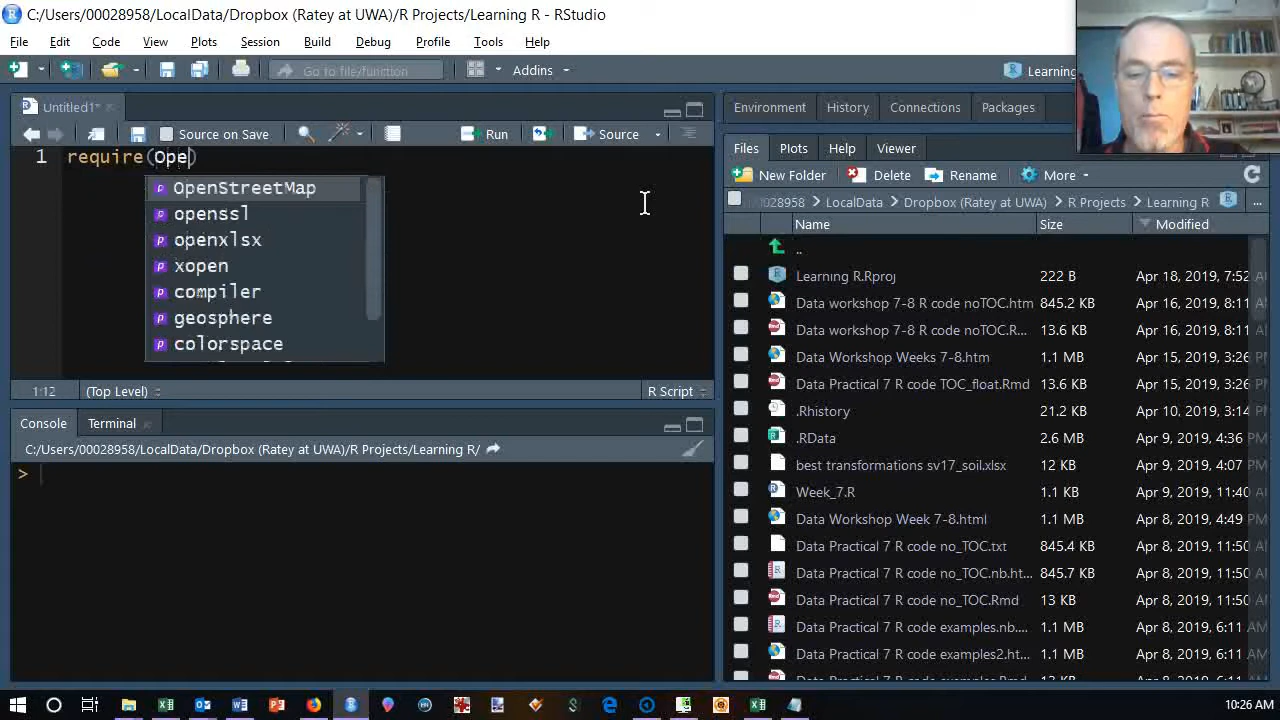 C:/Users/00028958/LocalData/Dropbox (Ratey at UWA)/R Projects/Learning R - RStudio
File Edit Code View Plots Session Build Debug Profile Tools Help
Go to file/function Addins Learning
Untitled1*
Source on Save Run Source
1 require(Ope)
OpenStreetMap
openssl
openxlsx
xopen
compiler
geosphere
colorspace
1:12 (Top Level) R Script
Console Terminal
C:/Users/00028958/LocalData/Dropbox (Ratey at UWA)/R Projects/Learning R/
>
Environment History Connections Packages
Files Plots Help Viewer
New Folder Delete Rename More
028958 LocalData Dropbox (Ratey at UWA) R Projects Learning R ...
Name Size Modified
..
Learning R.Rproj 222 B Apr 18, 2019, 7:52
Data workshop 7-8 R code noTOC.htm 845.2 KB Apr 16, 2019, 8:11
Data workshop 7-8 R code noTOC.R... 13.6 KB Apr 16, 2019, 8:11
Data Workshop Weeks 7-8.htm 1.1 MB Apr 15, 2019, 3:26
Data Practical 7 R code TOC_float.Rmd 13.6 KB Apr 15, 2019, 3:26
.Rhistory 21.2 KB Apr 10, 2019, 3:14
.RData 2.6 MB Apr 9, 2019, 4:36 PM
best transformations sv17_soil.xlsx 12 KB Apr 9, 2019, 4:07 PM
Week_7.R 1.1 KB Apr 9, 2019, 11:40
Data Workshop Week 7-8.html 1.1 MB Apr 8, 2019, 4:49 PM
Data Practical 7 R code no_TOC.txt 845.4 KB Apr 8, 2019, 11:50
Data Practical 7 R code no_TOC.nb.ht... 845.7 KB Apr 8, 2019, 11:50
Data Practical 7 R code no_TOC.Rmd 13 KB Apr 8, 2019, 11:50
Data Practical 7 R code examples.nb.... 1.1 MB Apr 8, 2019, 6:11 AM
Data Practical 7 R code examples2.ht... 1.1 MB Apr 8, 2019, 6:11 AM
10:26 AM